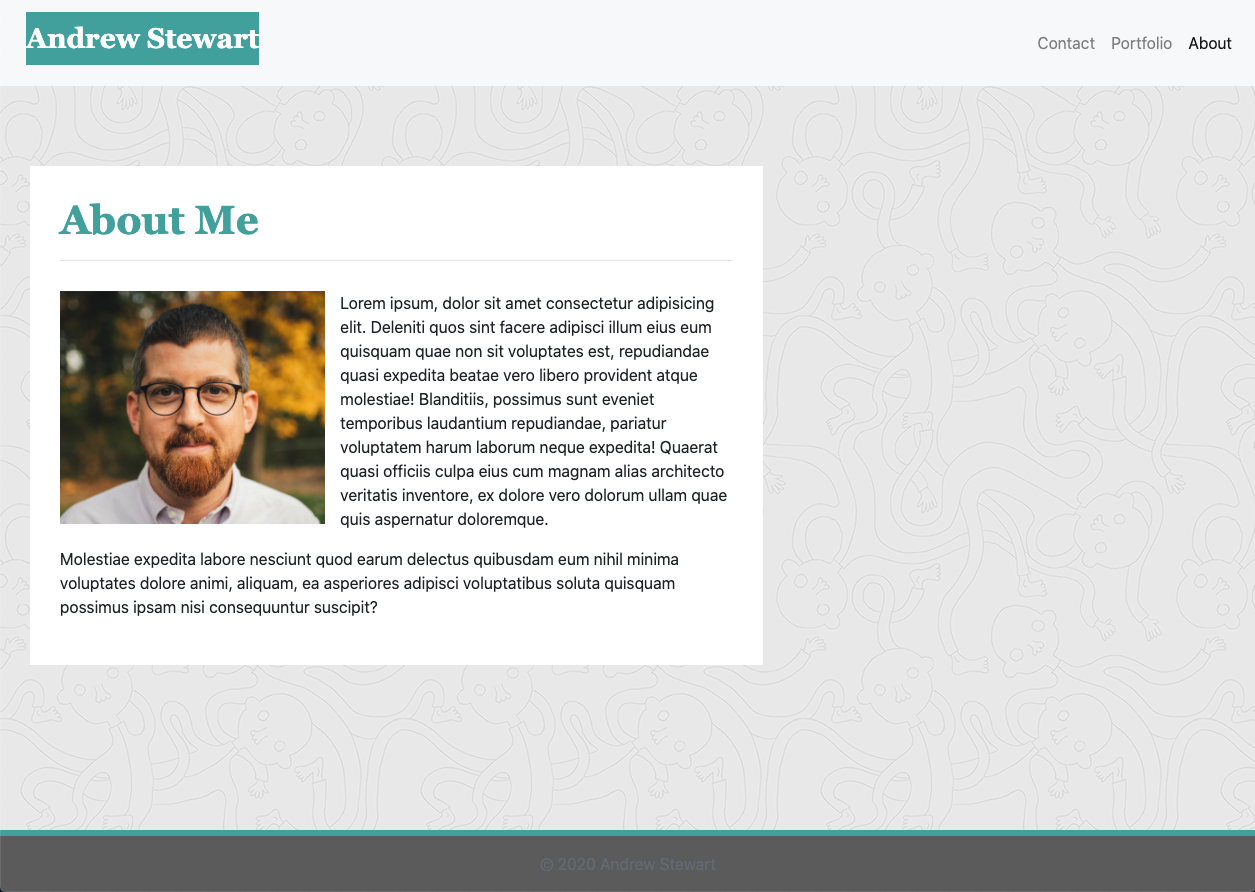 Andrew Stewart
Contact Portfolio About
About Me
Lorem ipsum, dolor sit amet consectetur adipisicing
elit. Deleniti quos sint facere adipisci illum eius eum
quisquam quae non sit voluptates est, repudiandae
quasi expedita beatae vero libero provident atque
molestiae! Blanditiis, possimus sunt eveniet
temporibus laudantium repudiandae, pariatur
voluptatem harum laborum neque expedita! Quaerat
quasi officiis culpa eius cum magnam alias architecto
veritatis inventore, ex dolore vero dolorum ullam quae
quis aspernatur doloremque.
Molestiae expedita labore nesciunt quod earum delectus quibusdam eum nihil minima
voluptates dolore animi, aliquam, ea asperiores adipisci voluptatibus soluta quisquam
possimus ipsam nisi consequuntur suscipit?
© 2020 Andrew Stewart